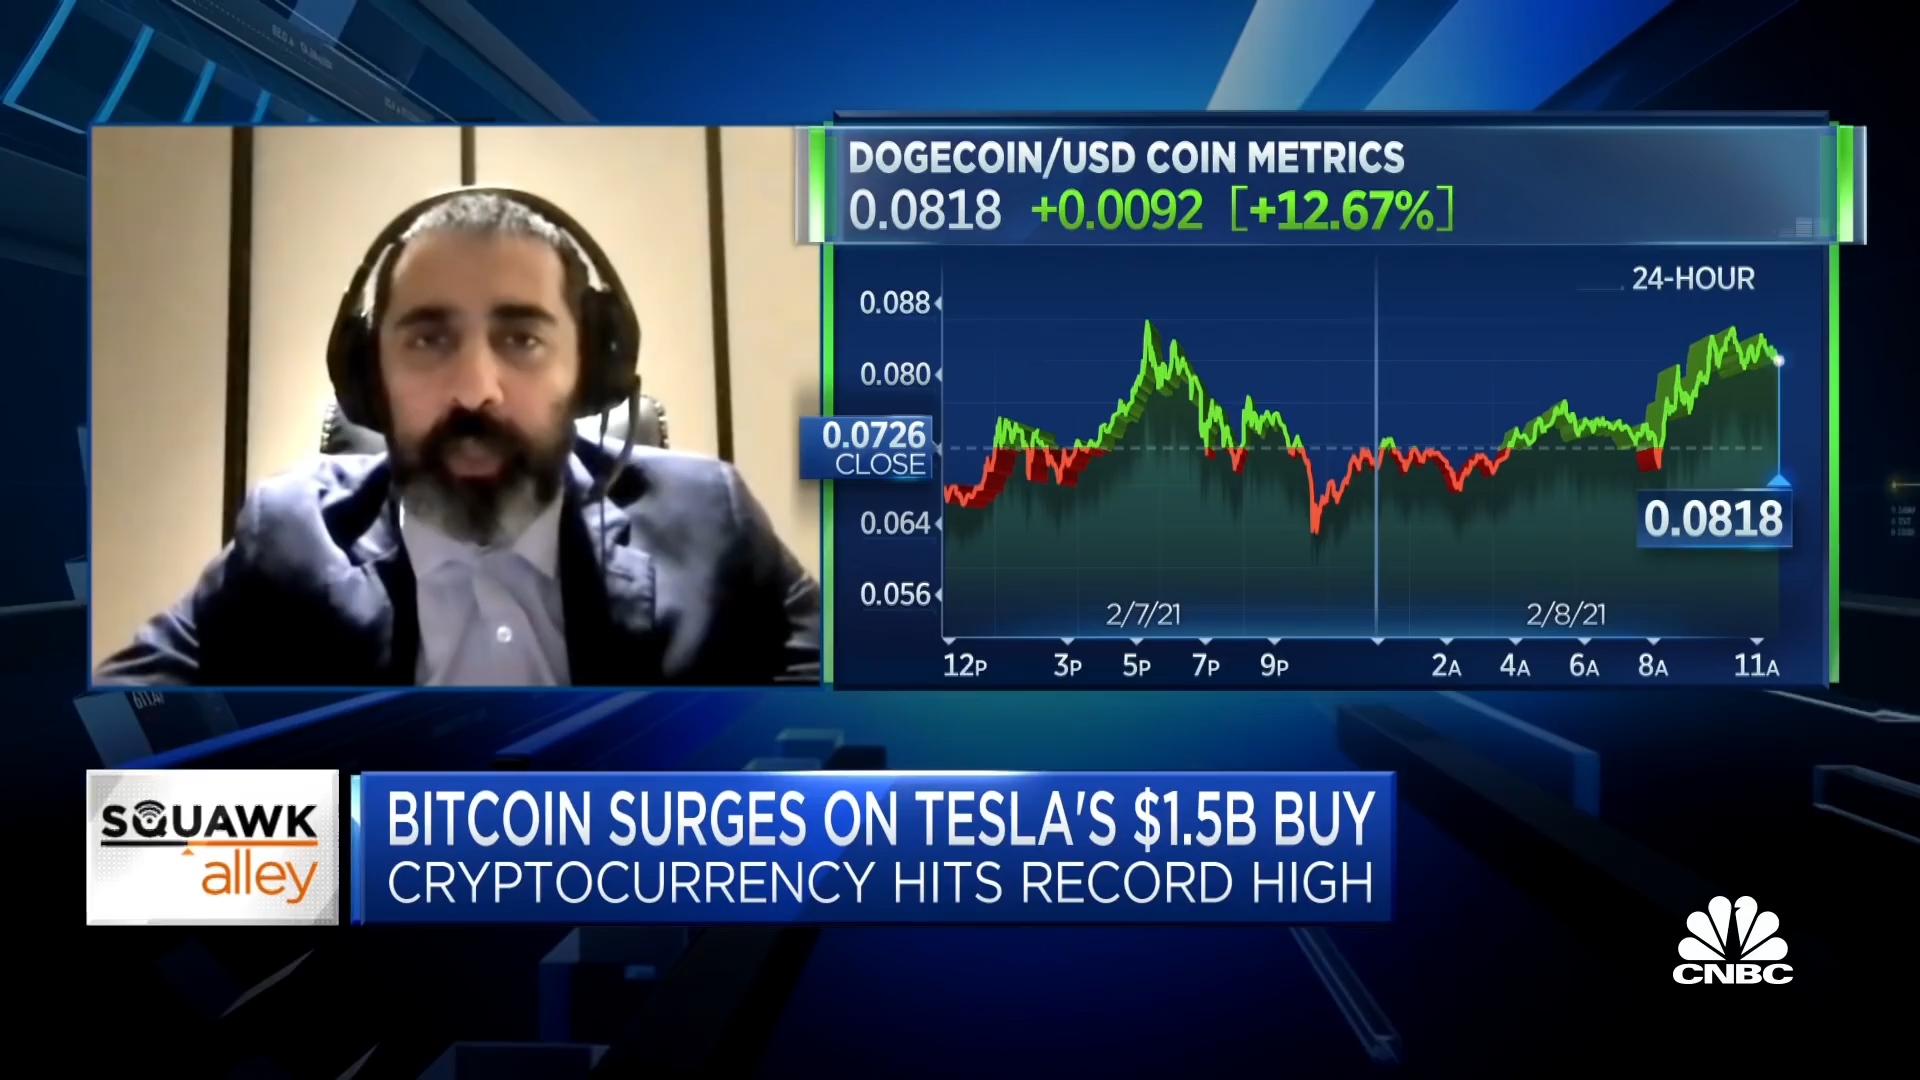 DOGECOIN/USD COIN METRICS
0.0818 +0.0092 [+12.67%]
24-HOUR
0.088
0.080
0.0726
CLOSE
0.064
0.056
0.0818
2/7/21 2/8/21
12P 3P 5P 7P 9P 2A 4A 6A 8A 11A
SQUAWK
alley
BITCOIN SURGES ON TESLA'S $1.5B BUY
CRYPTOCURRENCY HITS RECORD HIGH
CNBC